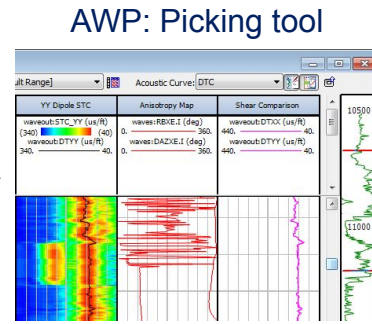 AWP: Picking tool
ult Range]
Acoustic Curve: DTC
YY Dipole STC
Anisotropy Map
Shear Comparison
waveout:STC_YY (us/ft)
(340) (40)
waveout:DTYY (us/ft)
340. 40.
waves:RBXE.I (deg)
0. 360.
waves:DAZXE.I (deg)
0. 360.
waveout:DTXX (us/ft)
440. 40.
waveout:DTYY (us/ft)
440. 40.
10500
11000